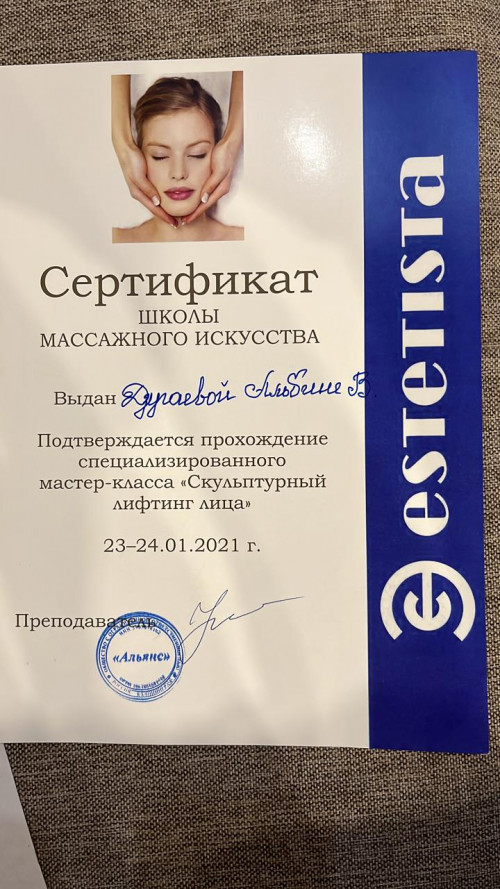 Сертификат
ШКОЛЫ
МАССАЖНОГО ИСКУССТВА
Выдан Дугаевой Альбине В.
Подтверждается прохождение
специализированного
мастер-класса «Скульптурный
лифтинг лица»
23–24.01.2021 г.
Преподаватель
«Альянс»
estetista